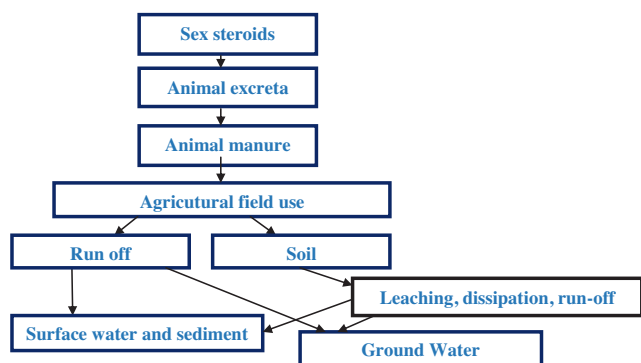 Sex steroids
Animal excreta
Animal manure
Agricutural field use
Run off
Soil
Leaching, dissipation, run-off
Surface water and sediment
Ground Water